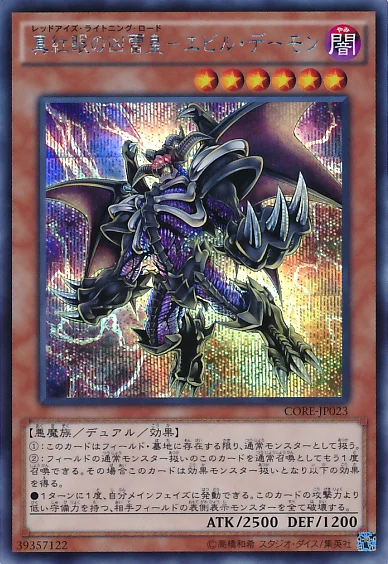 レッドアイズ・ライトニング・ロード
真紅眼の凶雷皇－エビル・デーモン
やみ
闇
CORE-JP023
【悪魔族／デュアル／効果】
①：このカードはフィールド・墓地に存在する限り、通常モンスターとして扱う。
②：フィールドの通常モンスター扱いのこのカードを通常召喚としてもう１度
召喚できる。その場合このカードは効果モンスター扱いとなり以下の効果
を得る。
●１ターンに１度、自分メインフェイズに発動できる。このカードの攻撃力より
低い守備力を持つ、相手フィールドの表側表示モンスターを全て破壊する。
ATK/2500 DEF/1200
39357122
©高橋和希 スタジオ・ダイス/集英社